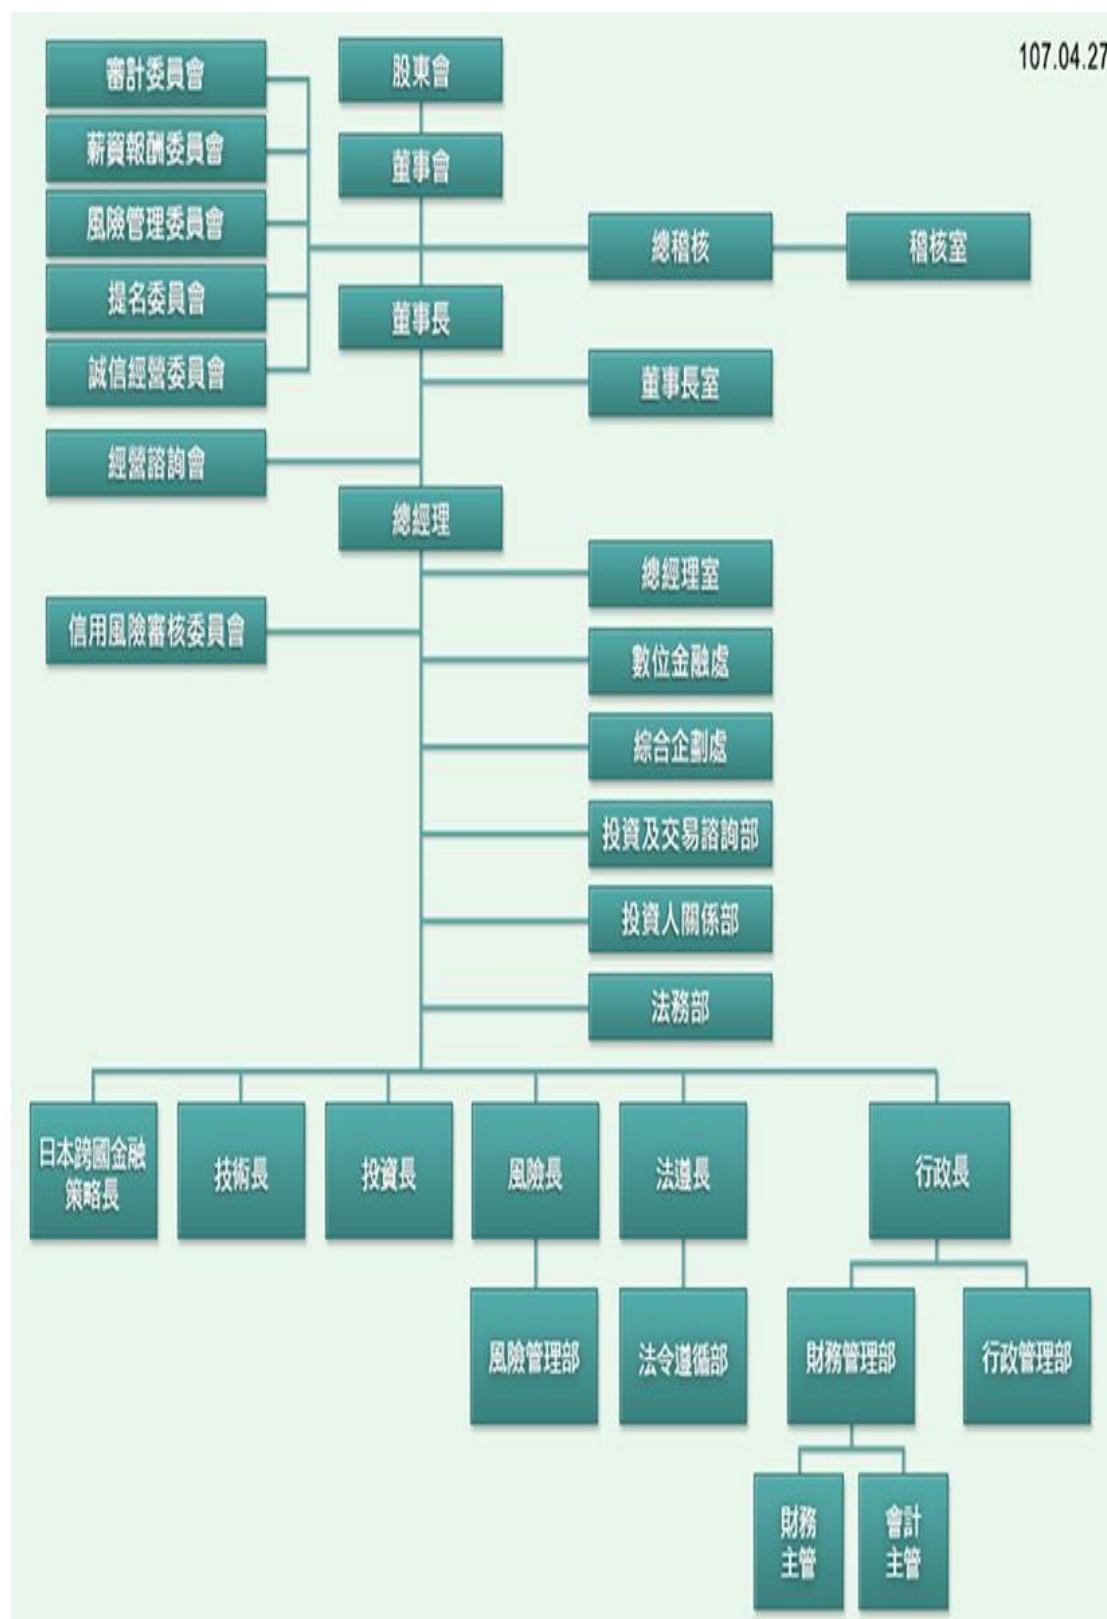 107.04.27
股東會
董事會
審計委員會
薪資報酬委員會
風險管理委員會
提名委員會
誠信經營委員會
總稽核
稽核室
董事長
董事長室
經營諮詢會
總經理
總經理室
信用風險審核委員會
數位金融處
綜合企劃處
投資及交易諮詢部
投資人關係部
法務部
日本跨國金融
策略長
技術長
投資長
風險長
法遵長
行政長
風險管理部
法令遵循部
財務管理部
行政管理部
財務
主管
會計
主管